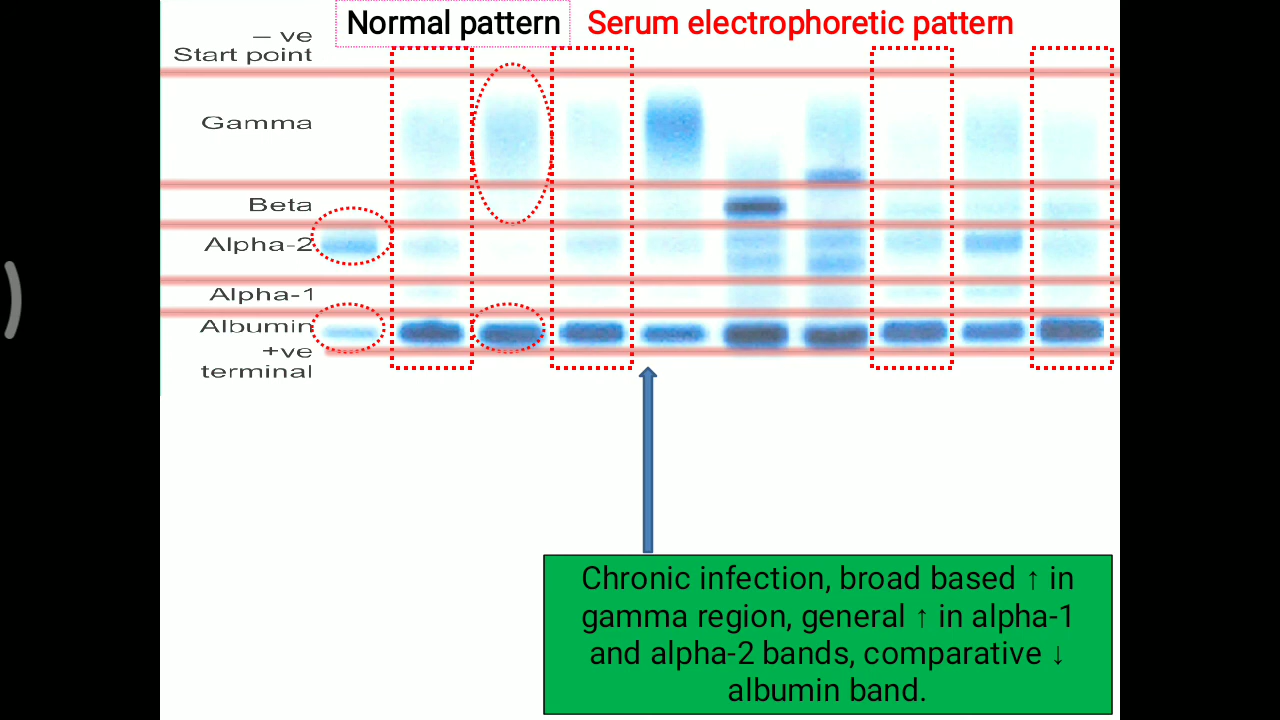 Normal pattern
Serum electrophoretic pattern
– ve
Start point
Gamma
Beta
Alpha-2
Alpha-1
Albumin
+ve
terminal
Chronic infection, broad based ↑ in
gamma region, general ↑ in alpha-1
and alpha-2 bands, comparative ↓
albumin band.